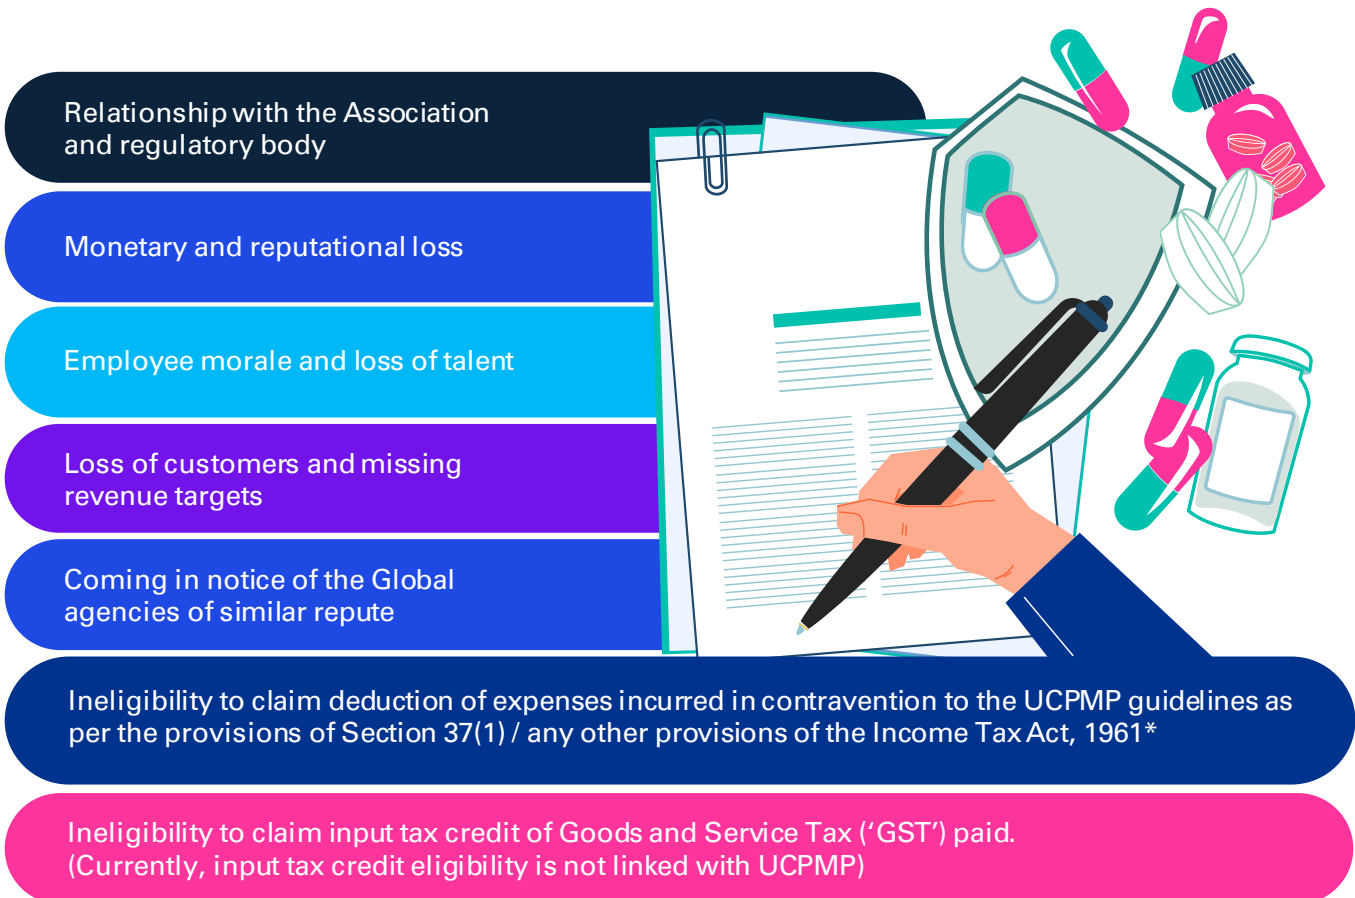 Relationship with the Association
and regulatory body
Monetary and reputational loss
Employee morale and loss of talent
Loss of customers and missing
revenue targets
Coming in notice of the Global
agencies of similar repute
Ineligibility to claim deduction of expenses incurred in contravention to the UCPMP guidelines as
per the provisions of Section 37(1) / any other provisions of the Income Tax Act, 1961*
Ineligibility to claim input tax credit of Goods and Service Tax (‘GST’) paid.
(Currently, input tax credit eligibility is not linked with UCPMP)